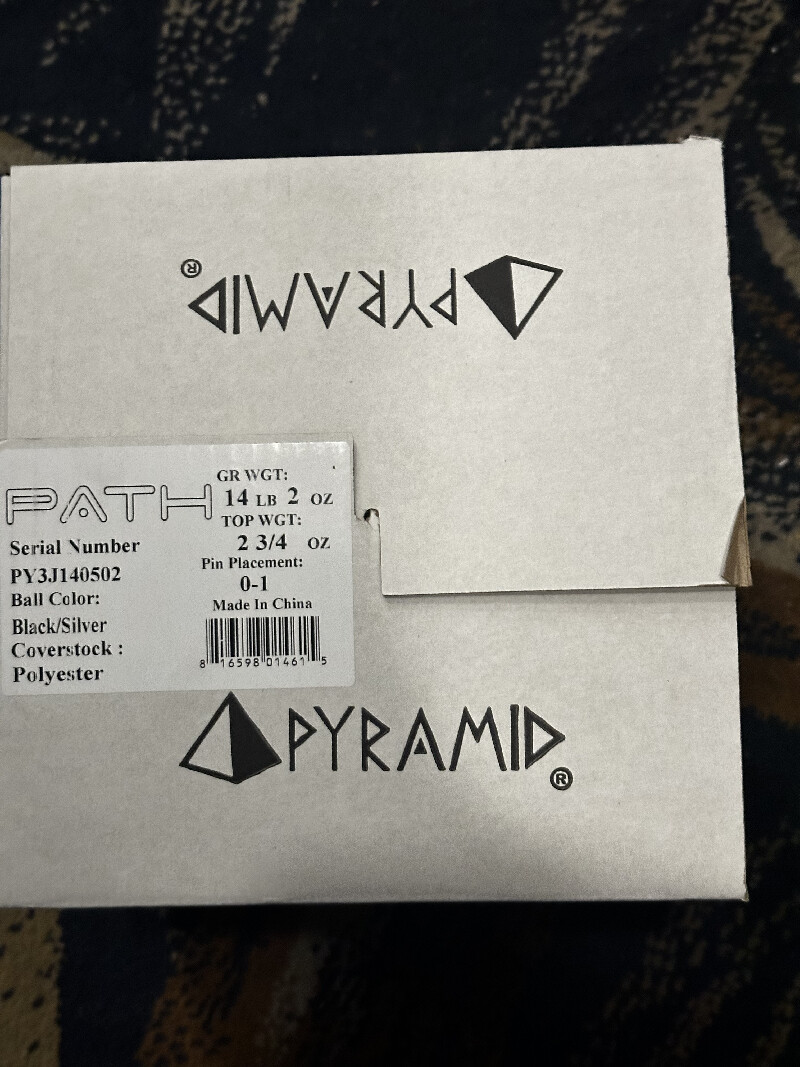 PYRAMID®
PATH
Serial Number
PY3J140502
Ball Color:
Black/Silver
Coverstock :
Polyester
GR WGT:
14 LB 2 OZ
TOP WGT:
2 3/4 OZ
Pin Placement:
0-1
Made In China
8 16598 01461 5
PYRAMID®